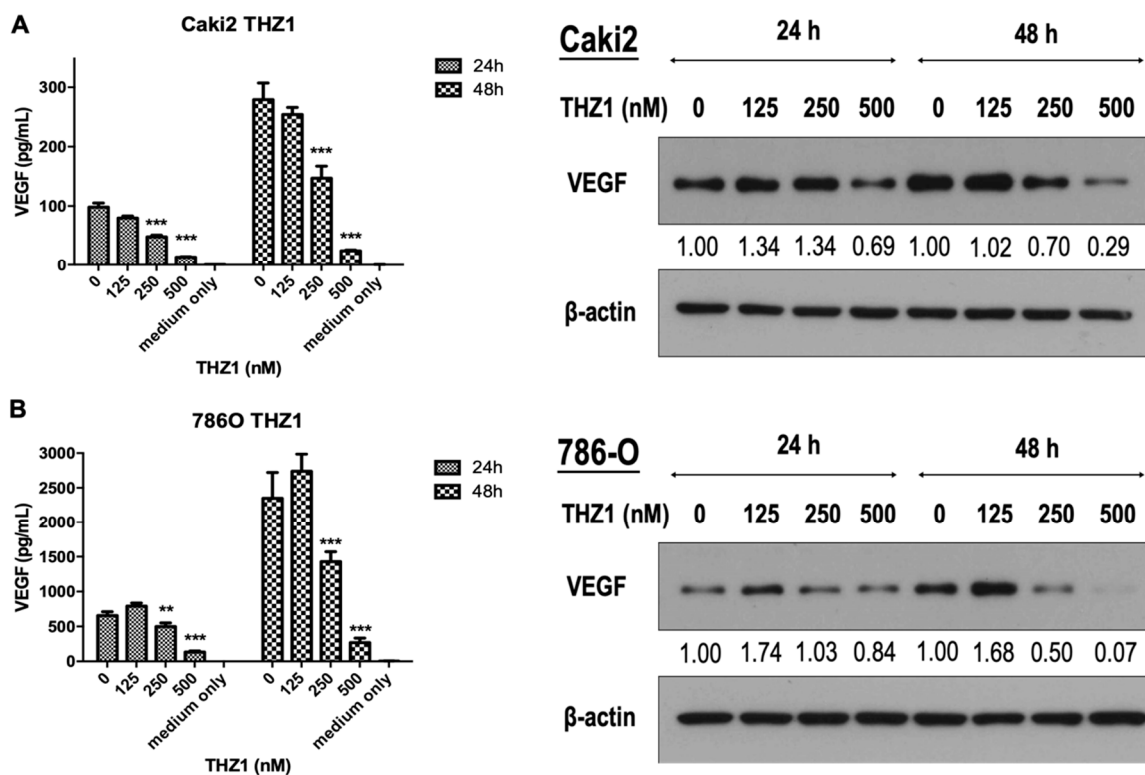 A
Caki2 THZ1
24h
48h
VEGF (pg/mL)
300
200
100
0
0 125 250 500 medium only 0 125 250 500 medium only
*** *** *** ***
THZ1 (nM)
Caki2 24 h 48 h
THZ1 (nM) 0 125 250 500 0 125 250 500
VEGF
1.00 1.34 1.34 0.69 1.00 1.02 0.70 0.29
β-actin
B
786O THZ1
24h
48h
VEGF (pg/mL)
3000
2500
2000
1500
1000
500
0
0 125 250 500 medium only 0 125 250 500 medium only
** *** *** ***
THZ1 (nM)
786-O 24 h 48 h
THZ1 (nM) 0 125 250 500 0 125 250 500
VEGF
1.00 1.74 1.03 0.84 1.00 1.68 0.50 0.07
β-actin